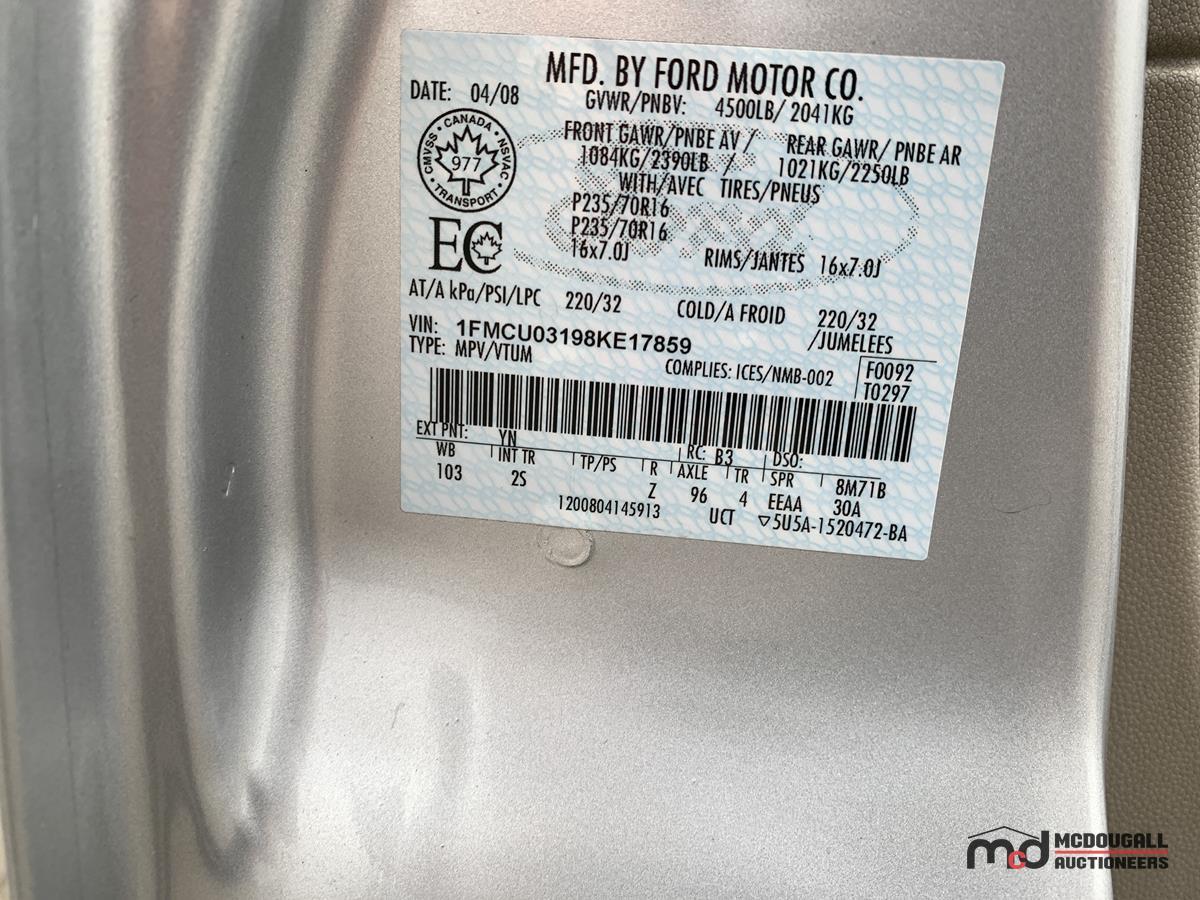 MFD. BY FORD MOTOR CO.
DATE: 04/08
GVWR/PNBV: 4500LB/ 2041KG
FRONT GAWR/PNBE AV / REAR GAWR/ PNBE AR
1084KG/2390LB / 1021KG/2250LB
WITH/AVEC TIRES/PNEUS
CMVSS • CANADA • NSVAC • TRANSPORT •
977
P235/70R16
P235/70R16
EC
16x7.0J RIMS/JANTES 16x7.0J
AT/A kPa/PSI/LPC 220/32 COLD/A FROID 220/32
/JUMELEES
VIN: 1FMCU03198KE17859
TYPE: MPV/VTUM
COMPLIES: ICES/NMB-002
F0092
T0297
EXT PNT: YN RC: B3 DSO:
WB INT TR TP/PS R AXLE TR SPR 8M71B
103 2S Z 96 4 EEAA 30A
1200804145913 UCT ▽5U5A-1520472-BA
mcd MCDOUGALL
AUCTIONEERS